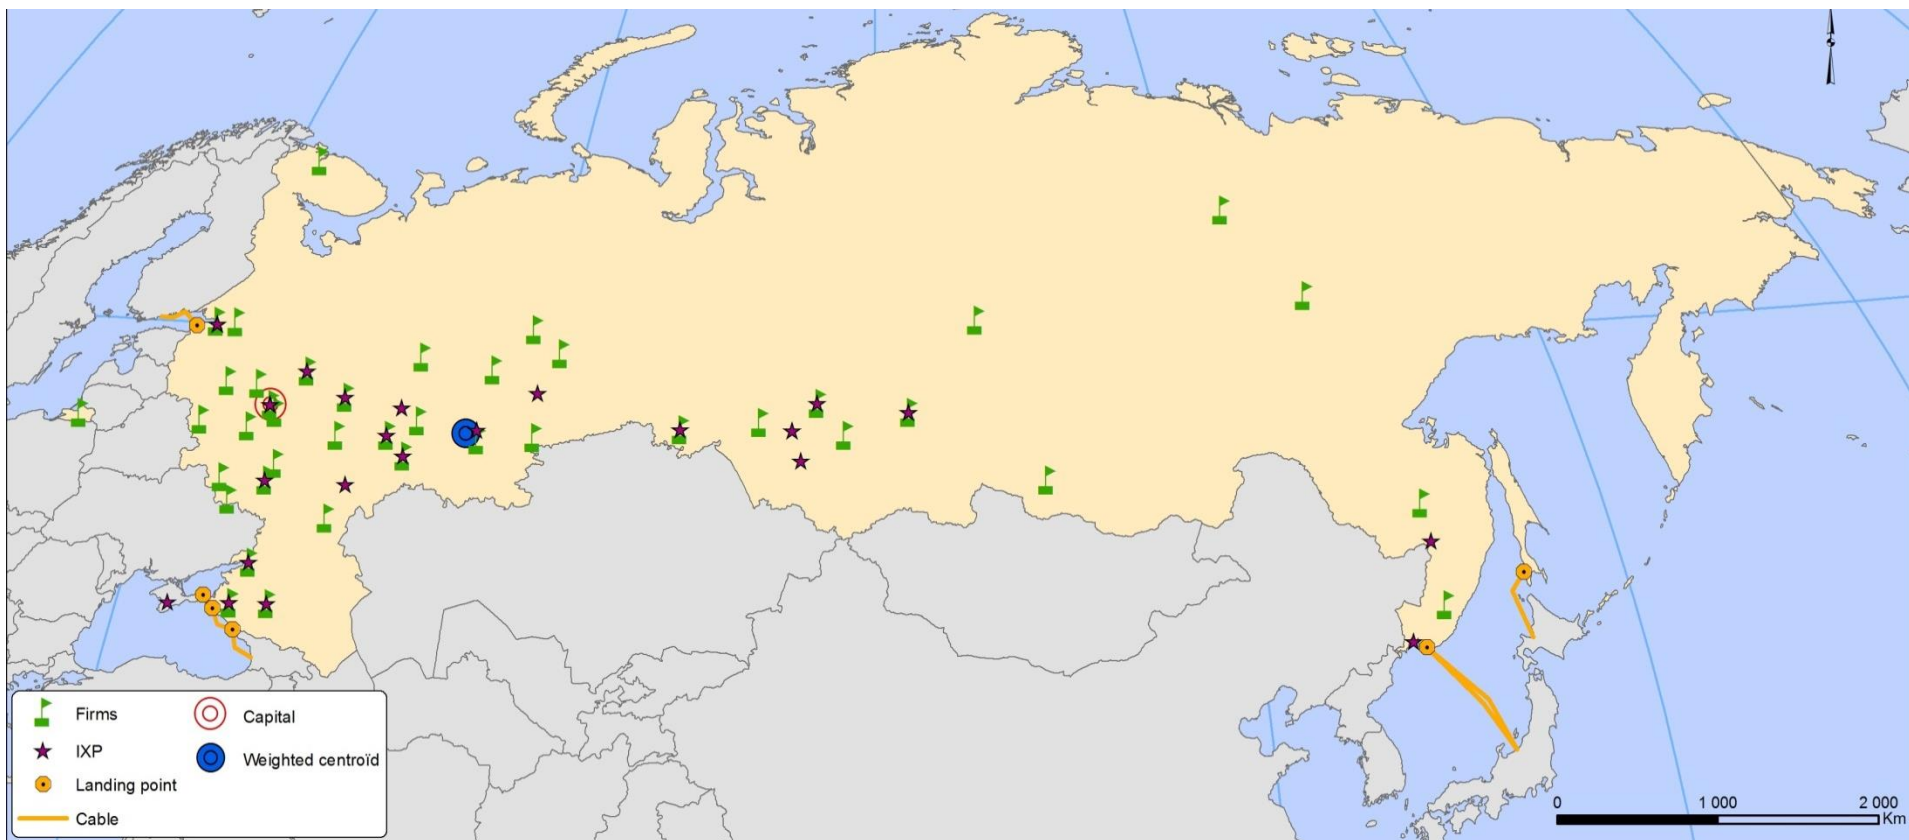 Firms
Capital
IXP
Weighted centroïd
Landing point
Cable
0 1 000 2 000
Km